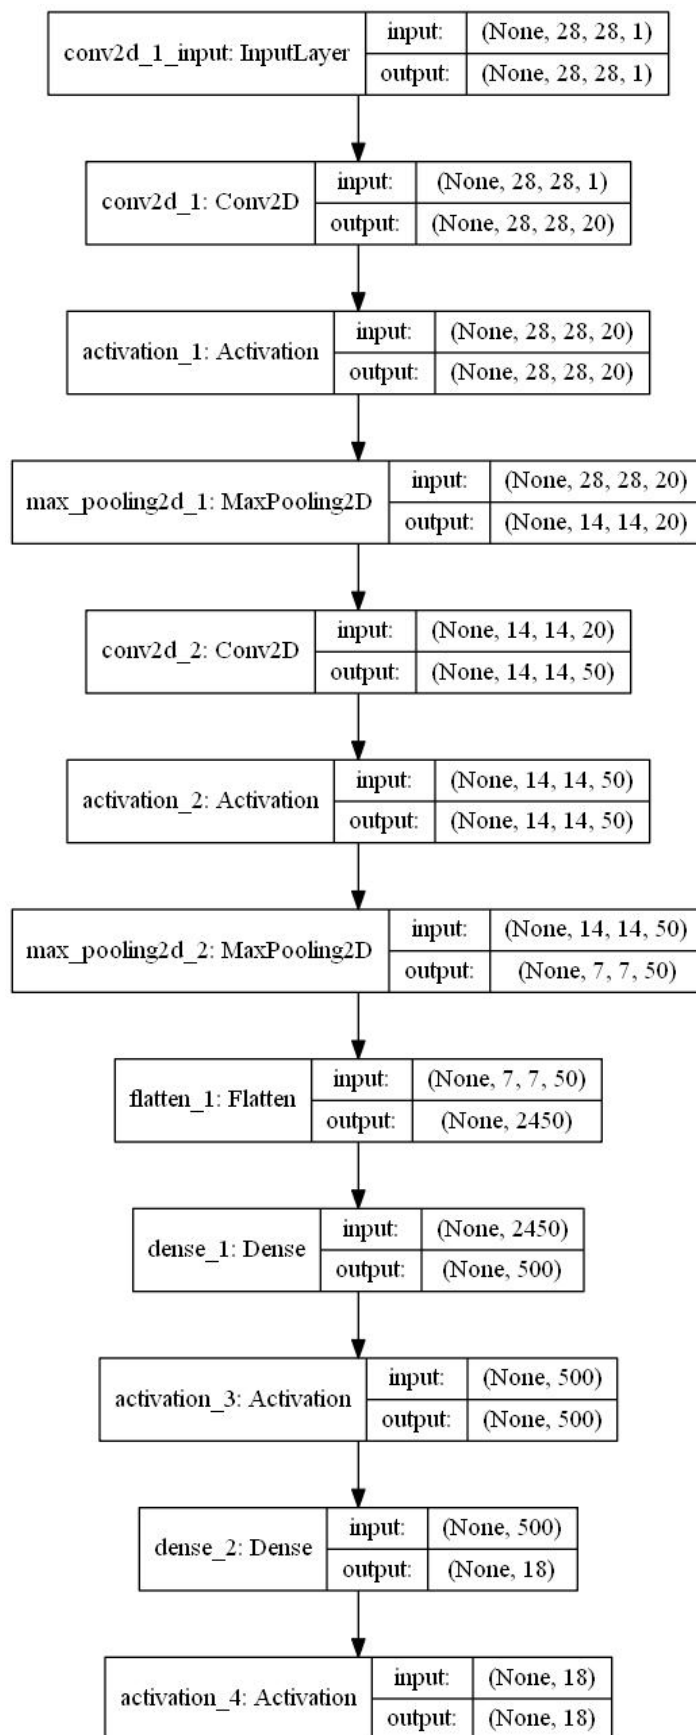 conv2d_1_input: InputLayer
input: (None, 28, 28, 1)
output: (None, 28, 28, 1)
conv2d_1: Conv2D
input: (None, 28, 28, 1)
output: (None, 28, 28, 20)
activation_1: Activation
input: (None, 28, 28, 20)
output: (None, 28, 28, 20)
max_pooling2d_1: MaxPooling2D
input: (None, 28, 28, 20)
output: (None, 14, 14, 20)
conv2d_2: Conv2D
input: (None, 14, 14, 20)
output: (None, 14, 14, 50)
activation_2: Activation
input: (None, 14, 14, 50)
output: (None, 14, 14, 50)
max_pooling2d_2: MaxPooling2D
input: (None, 14, 14, 50)
output: (None, 7, 7, 50)
flatten_1: Flatten
input: (None, 7, 7, 50)
output: (None, 2450)
dense_1: Dense
input: (None, 2450)
output: (None, 500)
activation_3: Activation
input: (None, 500)
output: (None, 500)
dense_2: Dense
input: (None, 500)
output: (None, 18)
activation_4: Activation
input: (None, 18)
output: (None, 18)